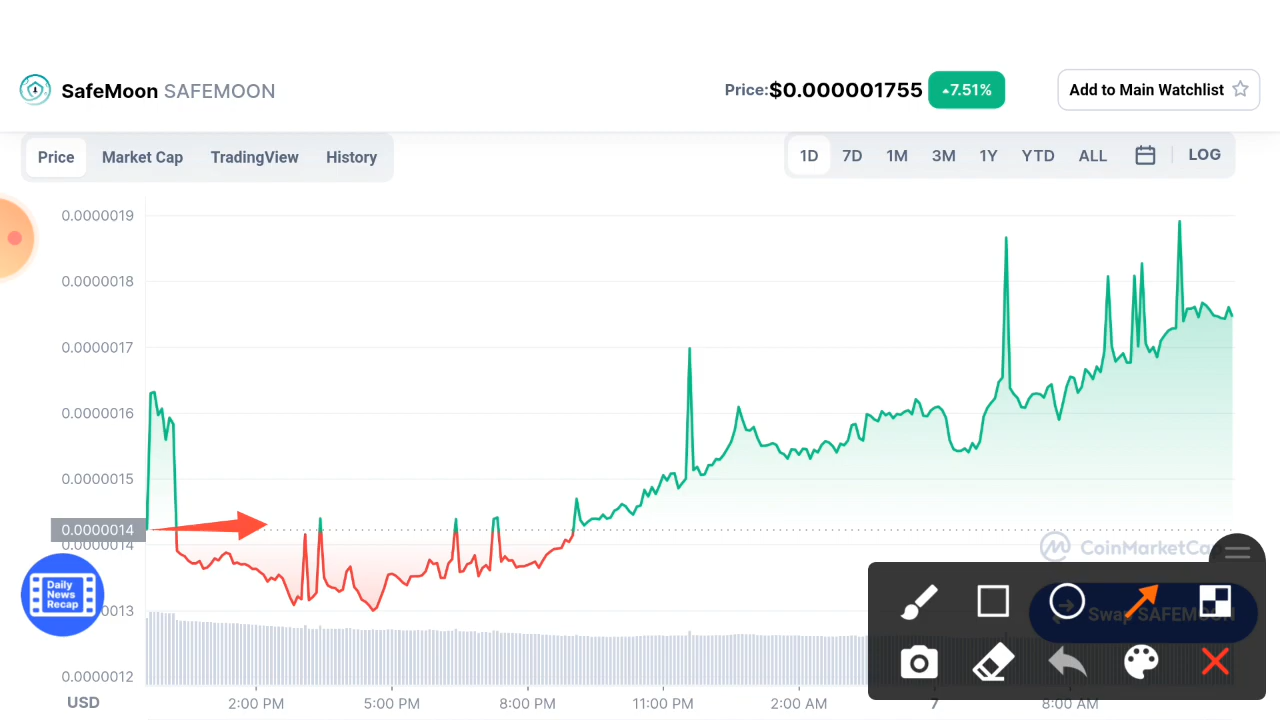 SafeMoon SAFEMOON
Price:$0.000001755 7.51%
Add to Main Watchlist
Price Market Cap TradingView History
1D 7D 1M 3M 1Y YTD ALL LOG
0.0000019
0.0000018
0.0000017
0.0000016
0.0000015
0.0000014
0.0000014
0.0000012
CoinMarketCa
Daily
News
Recap
Swap SAFEMOON
USD
2:00 PM 5:00 PM 8:00 PM 11:00 PM 2:00 AM 7 8:00 AM